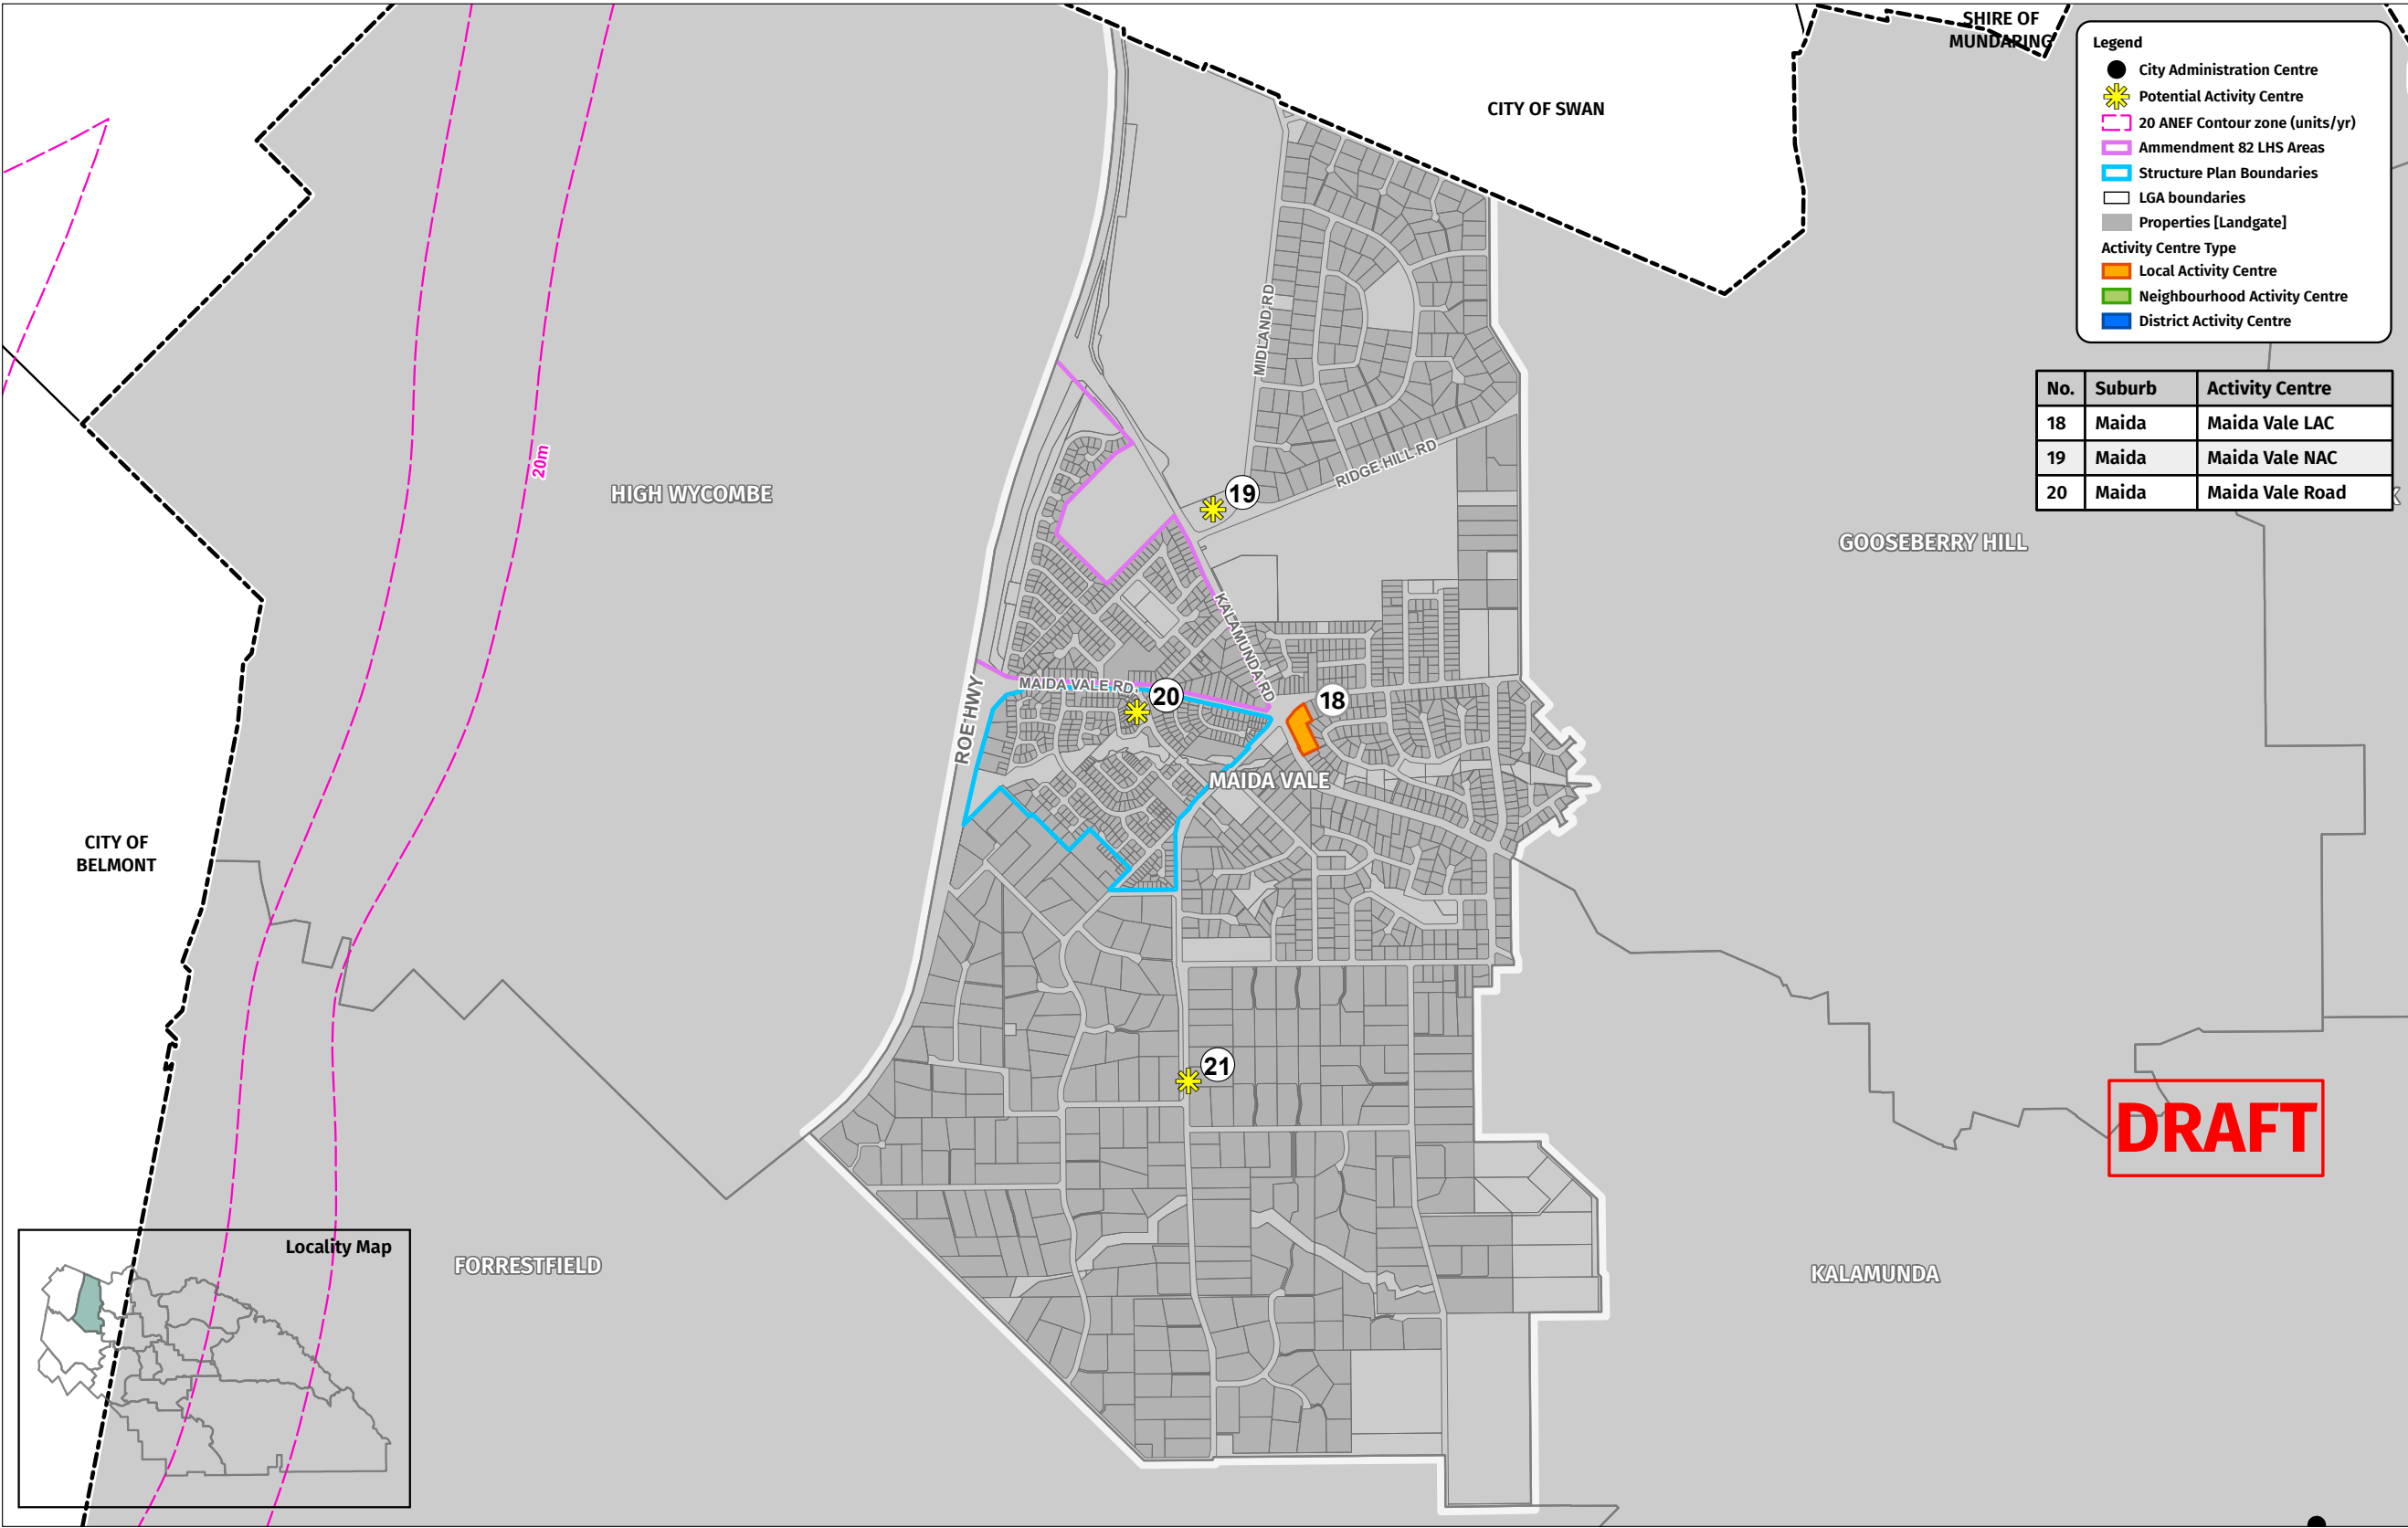 SHIRE OF
MUNDARING
CITY OF SWAN
Legend
City Administration Centre
Potential Activity Centre
20 ANEF Contour zone (units/yr)
Ammendment 82 LHS Areas
Structure Plan Boundaries
LGA boundaries
Properties [Landgate]
Activity Centre Type
Local Activity Centre
Neighbourhood Activity Centre
District Activity Centre
No. Suburb Activity Centre
18 Maida Maida Vale LAC
19 Maida Maida Vale NAC
20 Maida Maida Vale Road
K
MIDLAND RD
RIDGE HILL RD
20m
HIGH WYCOMBE
19
GOOSEBERRY HILL
KALAMUNDA RD
MAIDA VALE RD
20
18
ROE HWY
MAIDA VALE
CITY OF
BELMONT
21
DRAFT
Locality Map
FORRESTFIELD
KALAMUNDA